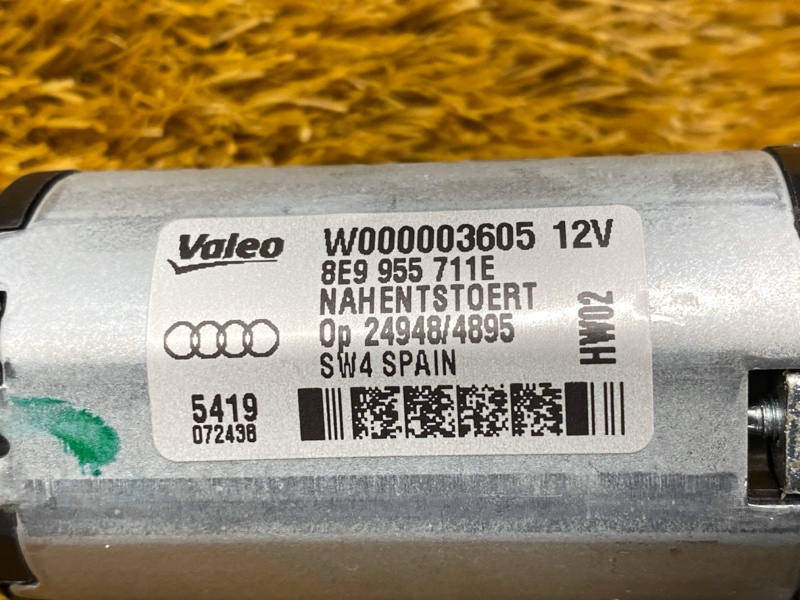 Valeo W000003605 12V
8E9 955 711E
NAHENTSTOERT
Op 24948/4895
SW4 SPAIN
HW02
5419
072438